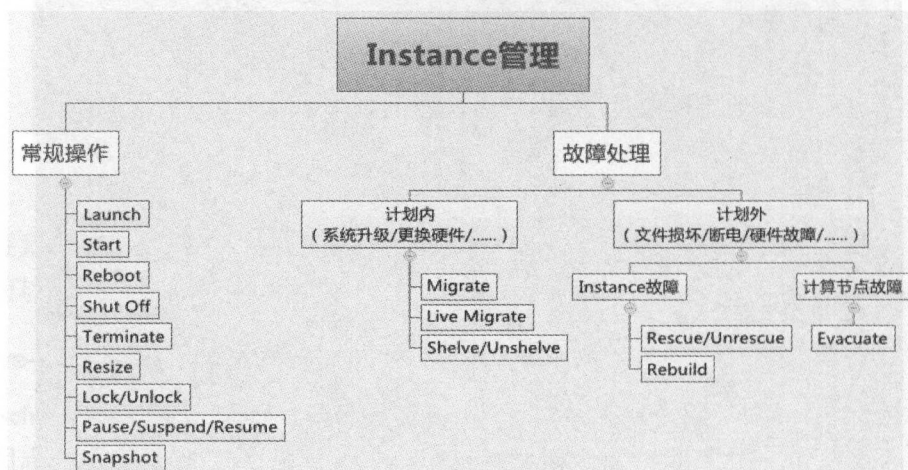 Instance管理
常规操作
Launch
Start
Reboot
Shut Off
Terminate
Resize
Lock/Unlock
Pause/Suspend/Resume
Snapshot
故障处理
计划内
（系统升级/更换硬件/......）
Migrate
Live Migrate
Shelve/Unshelve
计划外
（文件损坏/断电/硬件故障/......）
Instance故障
Rescue/Unrescue
Rebuild
计算节点故障
Evacuate